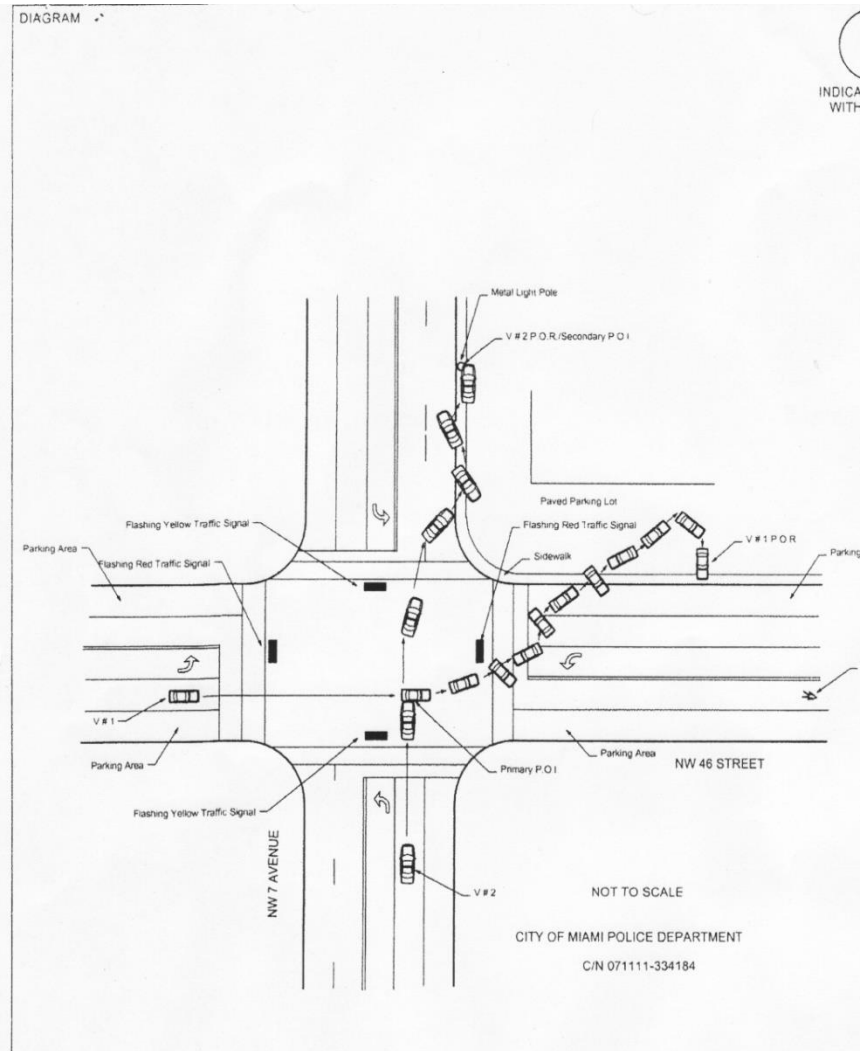 DIAGRAM
INDICA
WITH
Metal Light Pole
V # 2 P.O.R./Secondary P.O.I
Paved Parking Lot
Flashing Yellow Traffic Signal
Flashing Red Traffic Signal
Parking Area
Flashing Red Traffic Signal
Sidewalk
V # 1 P O R
Parking
V # 1
Parking Area
Primary P.O.I
Parking Area
NW 46 STREET
Flashing Yellow Traffic Signal
NW 7 AVENUE
V # 2
NOT TO SCALE
CITY OF MIAMI POLICE DEPARTMENT
C/N 071111-334184